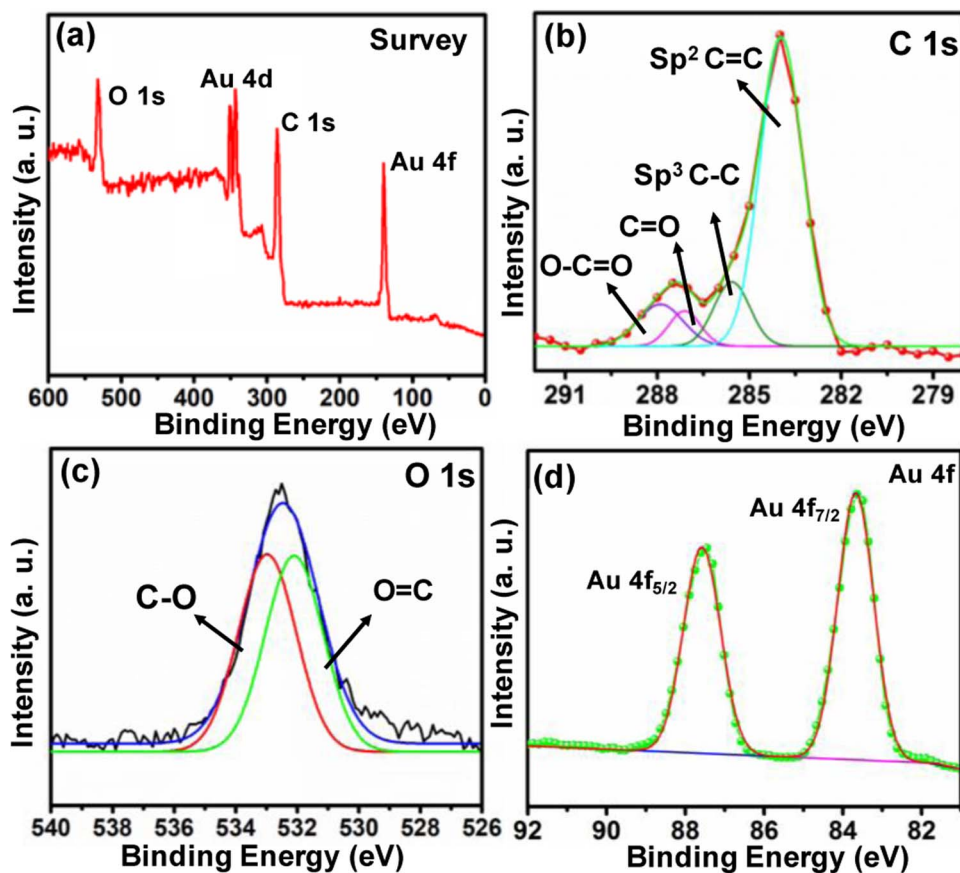 (a)
Survey
O 1s
Au 4d
C 1s
Au 4f
Intensity (a. u.)
600 500 400 300 200 100 0
Binding Energy (eV)
(b)
C 1s
Sp² C=C
Sp³ C-C
C=O
O-C=O
Intensity (a. u.)
291 288 285 282 279
Binding Energy (eV)
(c)
O 1s
C-O
O=C
Intensity (a. u.)
540 538 536 534 532 530 528 526
Binding Energy (eV)
(d)
Au 4f
Au 4f7/2
Au 4f5/2
Intensity (a. u.)
92 90 88 86 84 82
Binding Energy (eV)